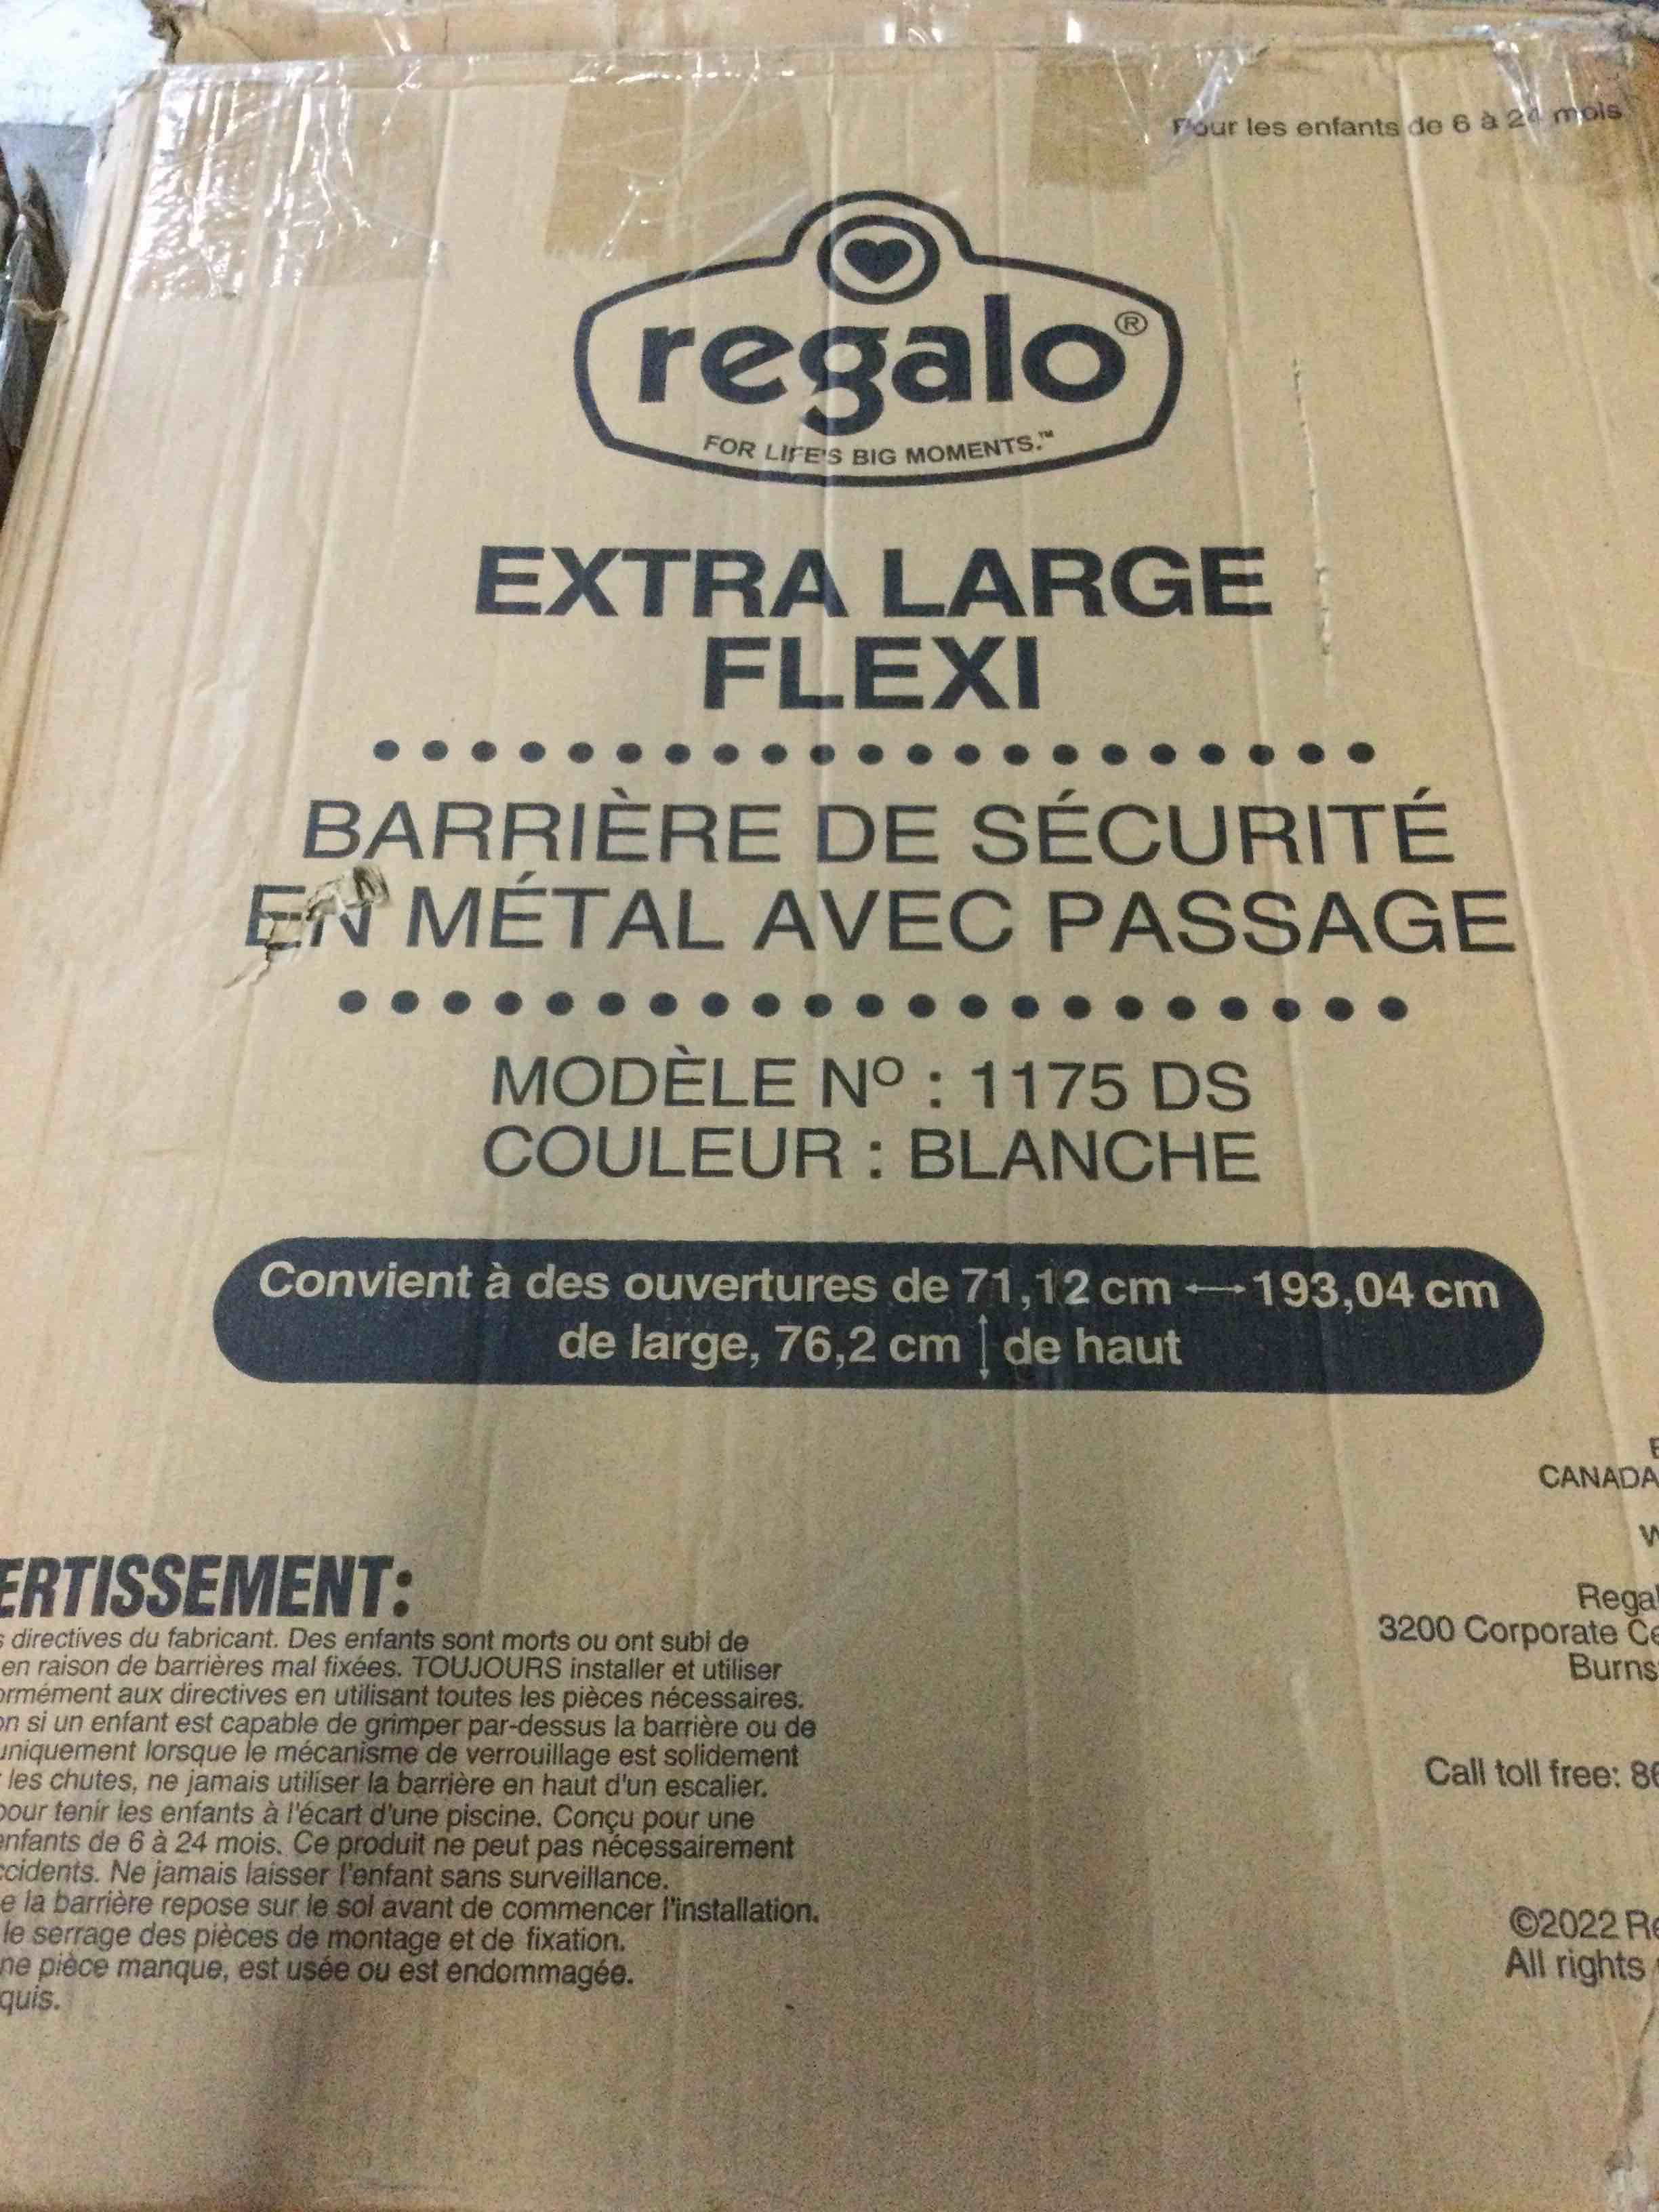 Pour les enfants de 6 à 24 mois
regalo®
FOR LIFE'S BIG MOMENTS.™
EXTRA LARGE
FLEXI
BARRIÈRE DE SÉCURITÉ
EN MÉTAL AVEC PASSAGE
MODÈLE Nº : 1175 DS
COULEUR : BLANCHE
Convient à des ouvertures de 71,12 cm ↔ 193,04 cm
de large, 76,2 cm ↕ de haut
CANADA
ERTISSEMENT:
s directives du fabricant. Des enfants sont morts ou ont subi de
en raison de barrières mal fixées. TOUJOURS installer et utiliser
ormément aux directives en utilisant toutes les pièces nécessaires.
on si un enfant est capable de grimper par-dessus la barrière ou de
uniquement lorsque le mécanisme de verrouillage est solidement
les chutes, ne jamais utiliser la barrière en haut d'un escalier.
pour tenir les enfants à l'écart d'une piscine. Conçu pour une
enfants de 6 à 24 mois. Ce produit ne peut pas nécessairement
ccidents. Ne jamais laisser l'enfant sans surveillance.
e la barrière repose sur le sol avant de commencer l'installation.
le serrage des pièces de montage et de fixation.
ne pièce manque, est usée ou est endommagée.
quis.
Regal
3200 Corporate Ce
Burns
Call toll free: 86
©2022 Re
All rights